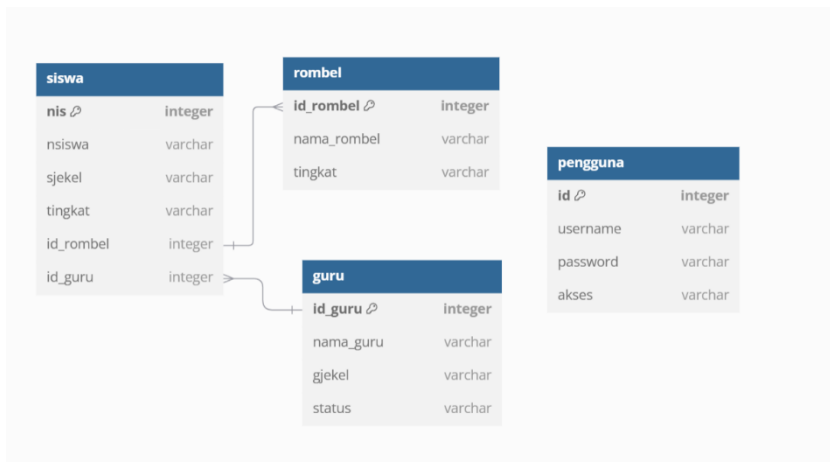 siswa
nis integer
nsiswa varchar
sjekel varchar
tingkat varchar
id_rombel integer
id_guru integer
rombel
id_rombel integer
nama_rombel varchar
tingkat varchar
guru
id_guru integer
nama_guru varchar
gjekel varchar
status varchar
pengguna
id integer
username varchar
password varchar
akses varchar